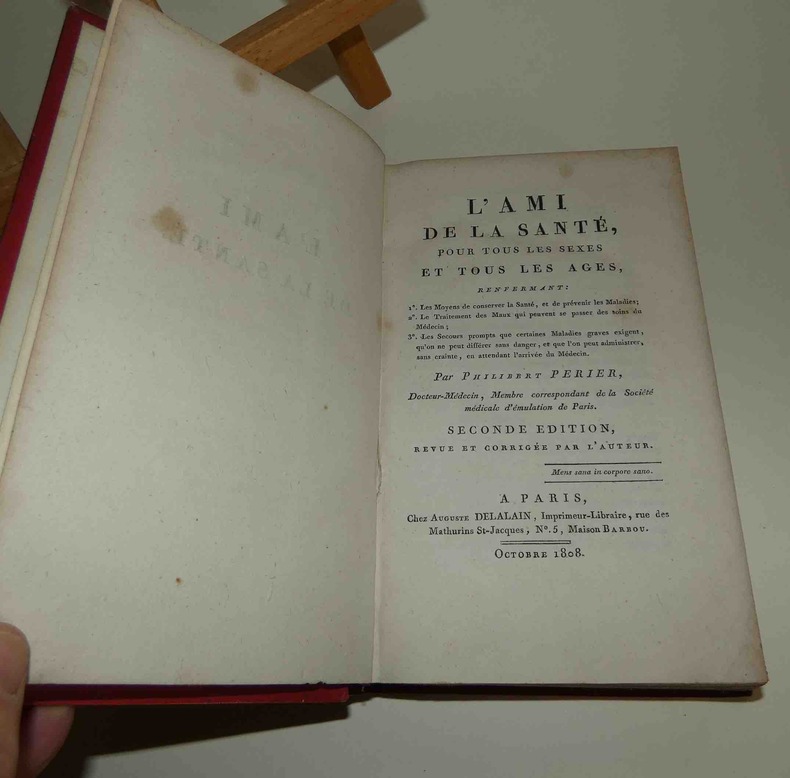 L'AMI
DE LA SANTÉ,
POUR TOUS LES SEXES
ET TOUS LES AGES,
RENFERMANT:
1°. Les Moyens de conserver la Santé, et de prévenir les Maladies;
2°. Le Traitement des Maux qui peuvent se passer des soins du
Médecin;
3°. Les Secours prompts que certaines Maladies graves exigent,
qu'on ne peut différer sans danger, et que l'on peut administrer,
sans crainte, en attendant l'arrivée du Médecin.
Par PHILIBERT PERIER,
Docteur-Médecin, Membre correspondant de la Société
médicale d'émulation de Paris.
SECONDE EDITION,
REVUE ET CORRIGÉE PAR L'AUTEUR.
Mens sana in corpore sano.
A PARIS,
Chez AUGUSTE DELALAIN, Imprimeur-Libraire, rue des
Mathurins St-Jacques, N°. 5, Maison BARBOU.
OCTOBRE 1808.